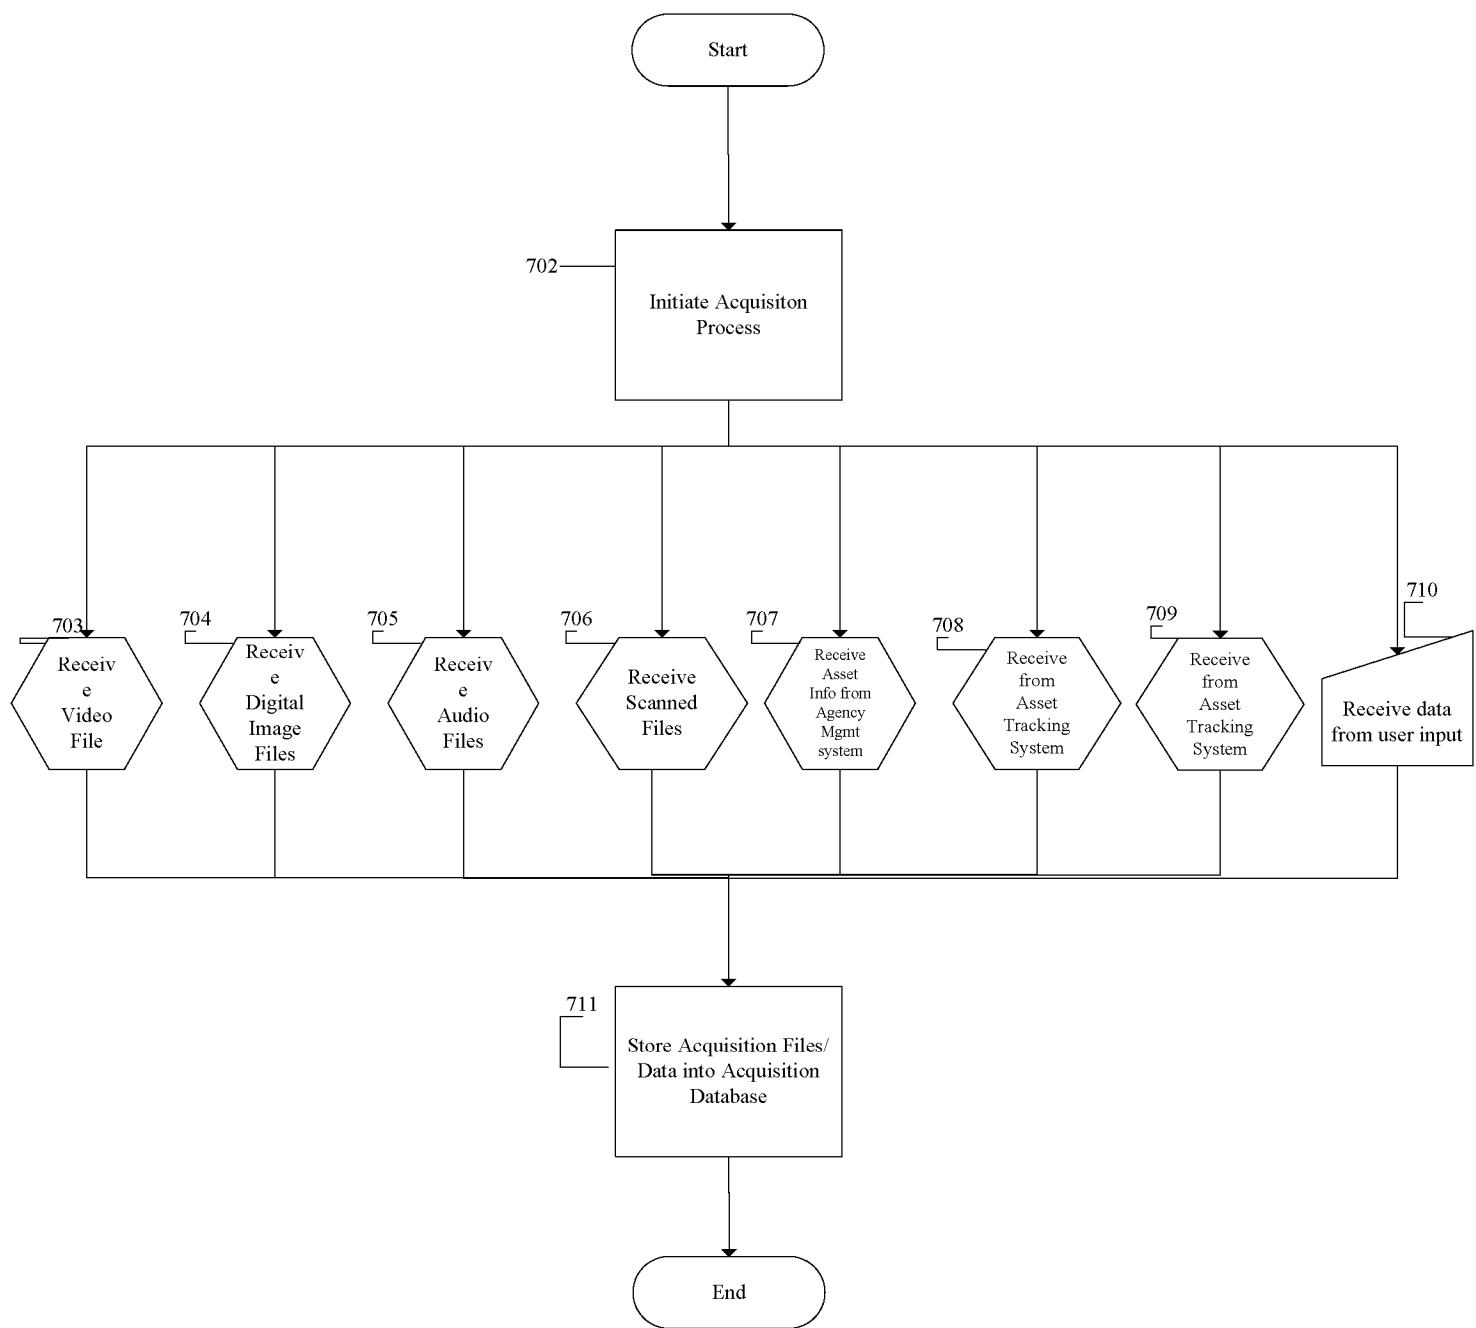 Start
702
Initiate Acquisiton
Process
703
Receiv
e
Video
File
704
Receiv
e
Digital
Image
Files
705
Receiv
e
Audio
Files
706
Receive
Scanned
Files
707
Receive
Asset
Info from
Agency
Mgmt
system
708
Receive
from
Asset
Tracking
System
709
Receive
from
Asset
Tracking
System
710
Receive data
from user input
711
Store Acquisition Files/
Data into Acquisition
Database
End